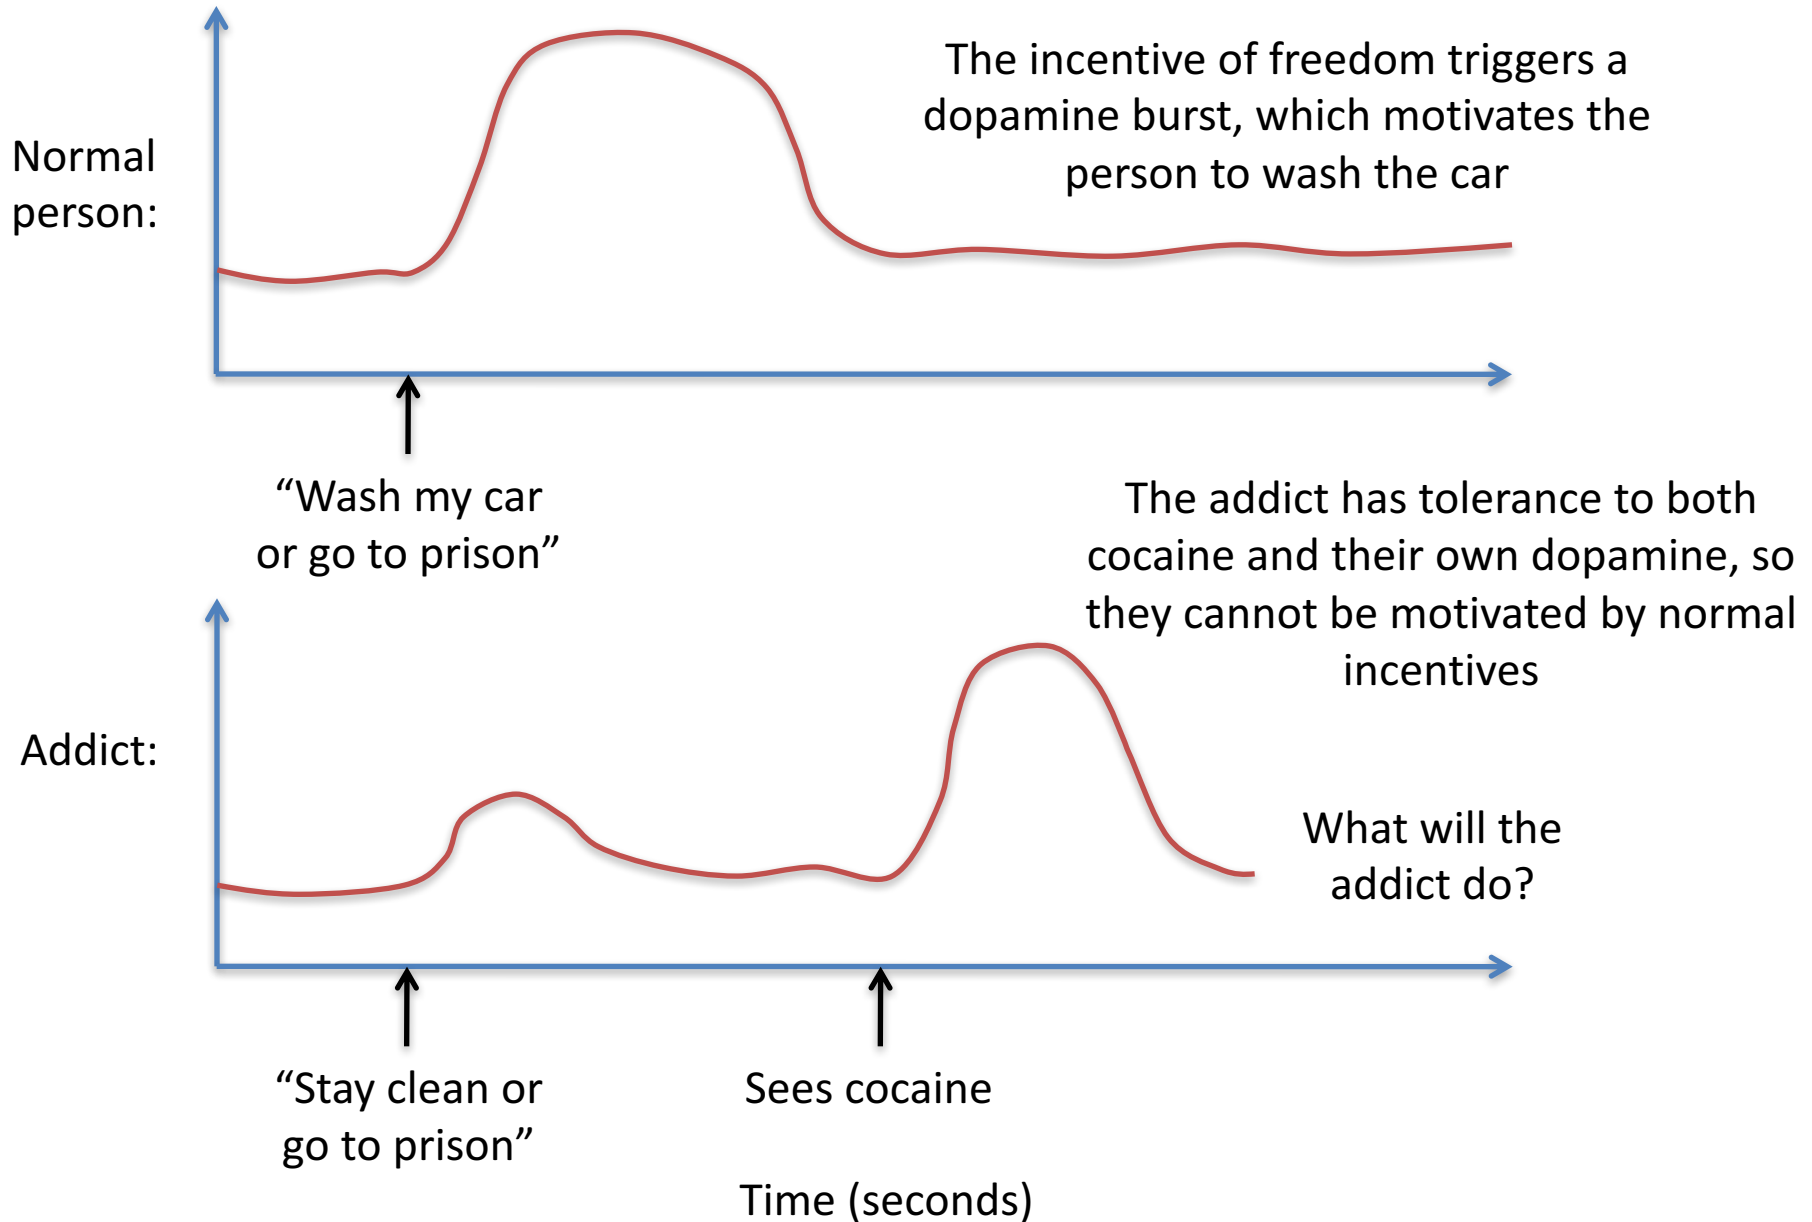 The incentive of freedom triggers a
dopamine burst, which motivates the
person to wash the car
Normal
person:
“Wash my car
or go to prison”
The addict has tolerance to both
cocaine and their own dopamine, so
they cannot be motivated by normal
incentives
Addict:
What will the
addict do?
“Stay clean or
go to prison”
Sees cocaine
Time (seconds)